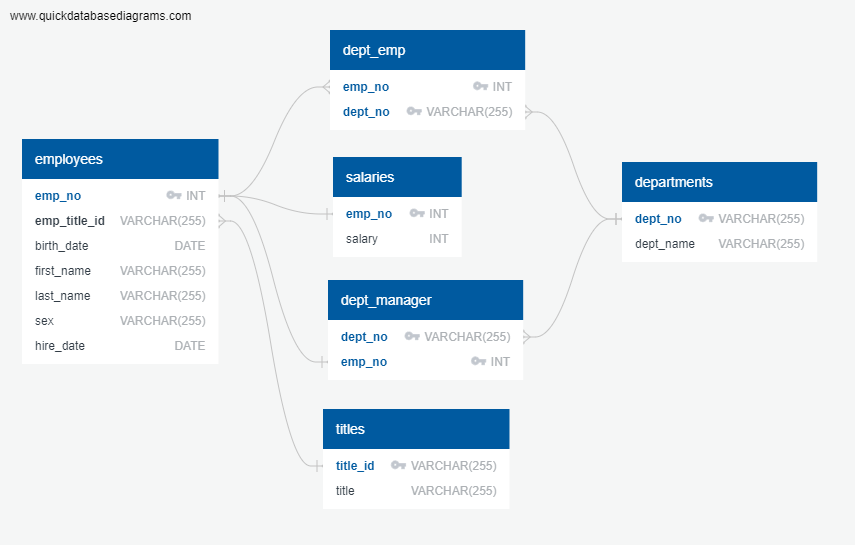 www.quickdatabasediagrams.com
dept_emp
emp_no INT
dept_no VARCHAR(255)
employees
emp_no INT
emp_title_id VARCHAR(255)
birth_date DATE
first_name VARCHAR(255)
last_name VARCHAR(255)
sex VARCHAR(255)
hire_date DATE
salaries
emp_no INT
salary INT
departments
dept_no VARCHAR(255)
dept_name VARCHAR(255)
dept_manager
dept_no VARCHAR(255)
emp_no INT
titles
title_id VARCHAR(255)
title VARCHAR(255)